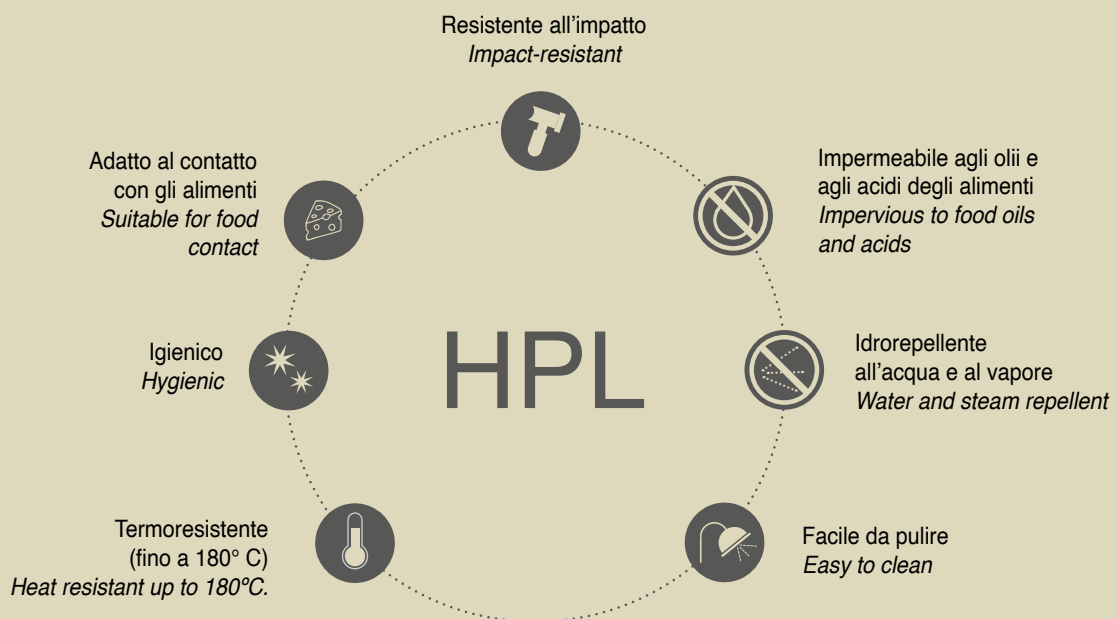 Resistente all'impatto
Impact-resistant
Adatto al contatto
con gli alimenti
Suitable for food
contact
Impermeabile agli olii e
agli acidi degli alimenti
Impervious to food oils
and acids
Igienico
Hygienic
HPL
Idrorepellente
all'acqua e al vapore
Water and steam repellent
Termoresistente
(fino a 180° C)
Heat resistant up to 180ºC.
Facile da pulire
Easy to clean